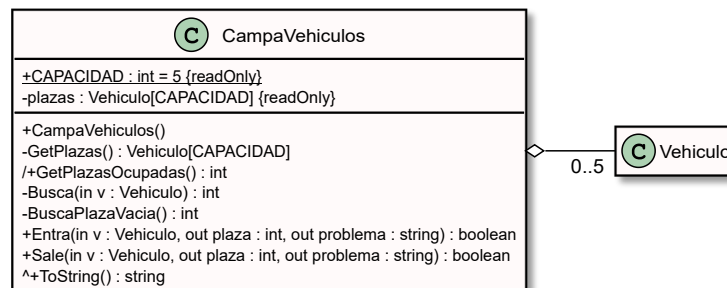 C CampaVehiculos
+CAPACIDAD : int = 5 {readOnly}
-plazas : Vehiculo[CAPACIDAD] {readOnly}
+CampaVehiculos()
-GetPlazas() : Vehiculo[CAPACIDAD]
/+GetPlazasOcupadas() : int
-Busca(in v : Vehiculo) : int
-BuscaPlazaVacia() : int
+Entra(in v : Vehiculo, out plaza : int, out problema : string) : boolean
+Sale(in v : Vehiculo, out plaza : int, out problema : string) : boolean
^+ToString() : string
0..5
C Vehiculo